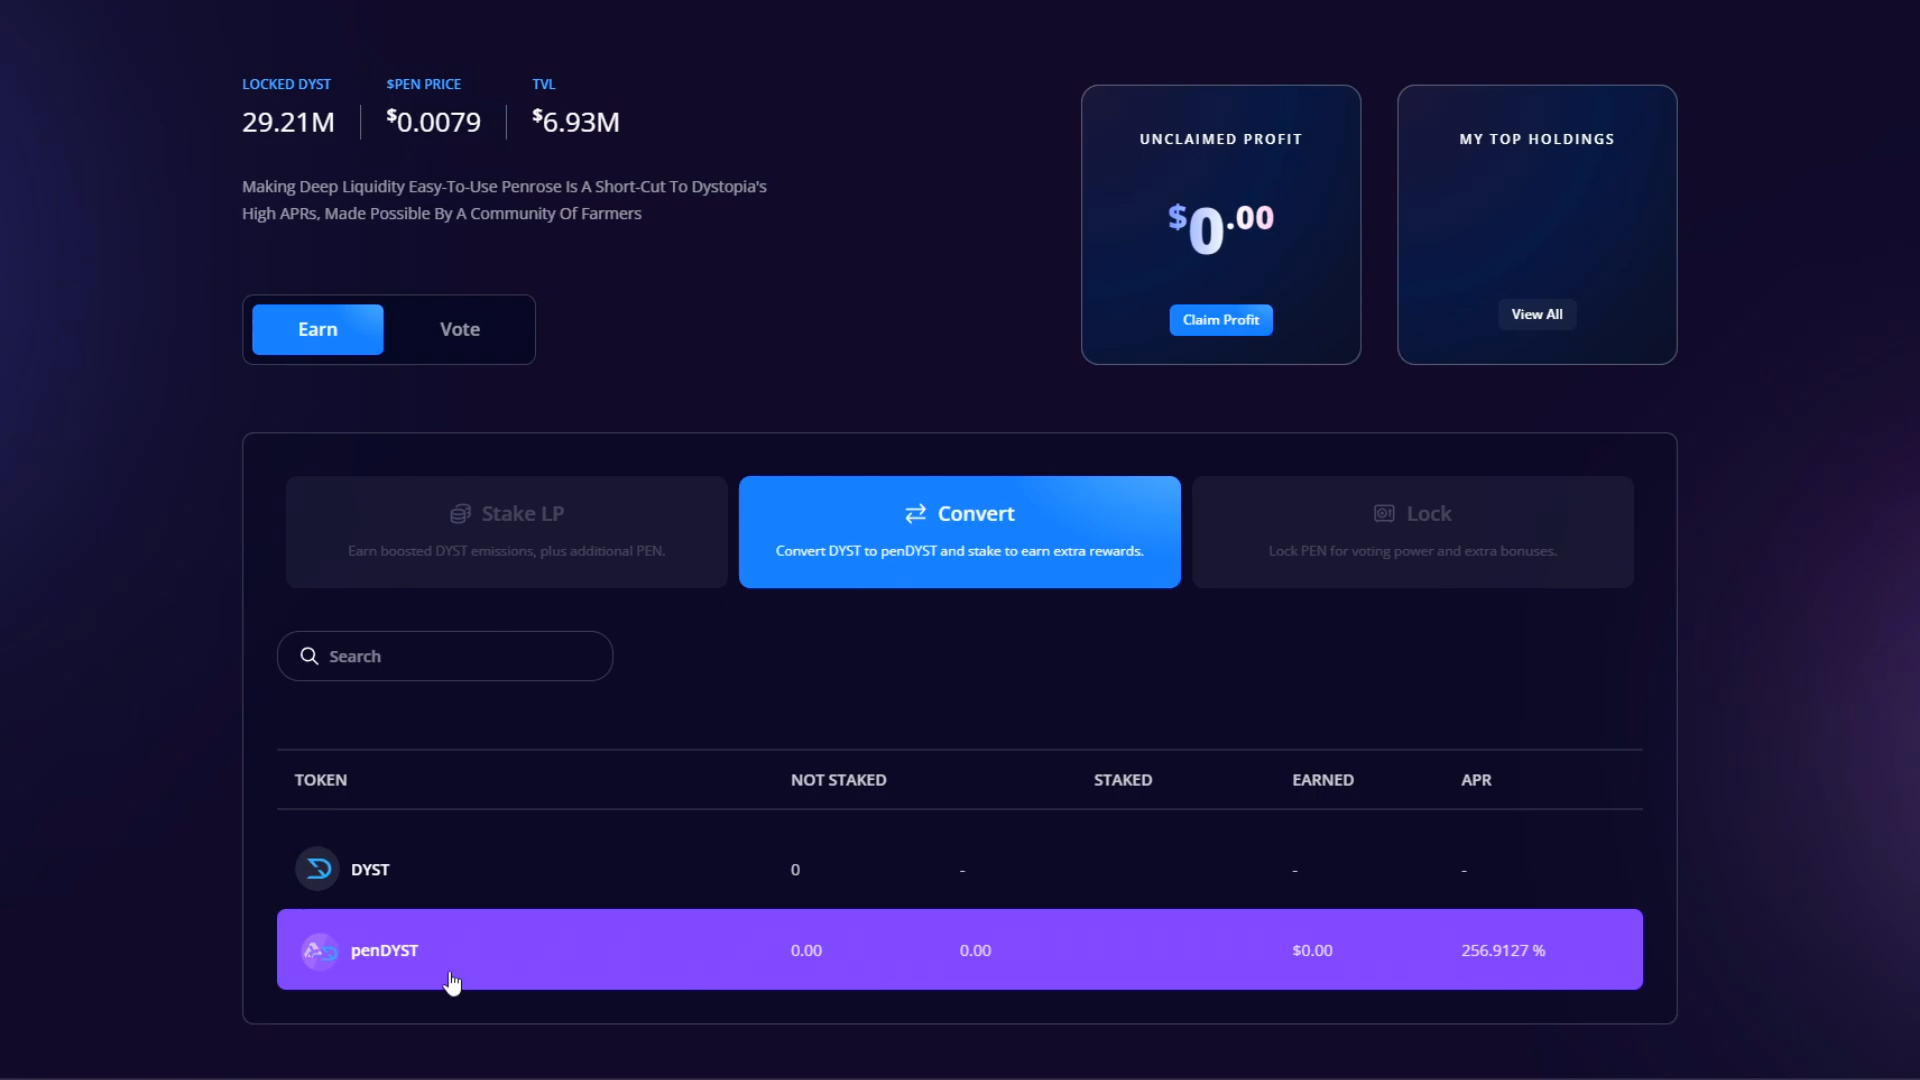 LOCKED DYST
29.21M
$PEN PRICE
$0.0079
TVL
$6.93M
Making Deep Liquidity Easy-To-Use Penrose Is A Short-Cut To Dystopia's
High APRs, Made Possible By A Community Of Farmers
Earn
Vote
UNCLAIMED PROFIT
$0.00
Claim Profit
MY TOP HOLDINGS
View All
Stake LP
Earn boosted DYST emissions, plus additional PEN.
Convert
Convert DYST to penDYST and stake to earn extra rewards.
Lock
Lock PEN for voting power and extra bonuses.
Search
TOKEN NOT STAKED STAKED EARNED APR
DYST 0 - - -
penDYST 0.00 0.00 $0.00 256.9127 %